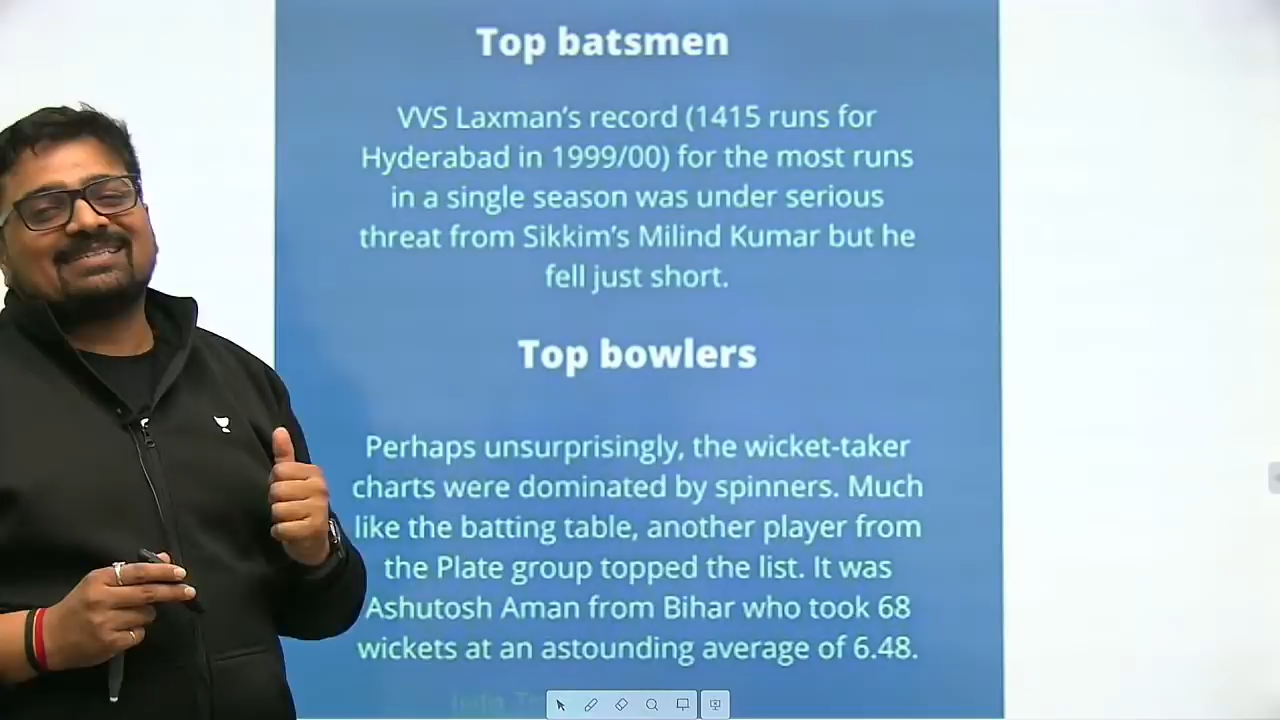 Top batsmen
VVS Laxman’s record (1415 runs for
Hyderabad in 1999/00) for the most runs
in a single season was under serious
threat from Sikkim’s Milind Kumar but he
fell just short.
Top bowlers
Perhaps unsurprisingly, the wicket-taker
charts were dominated by spinners. Much
like the batting table, another player from
the Plate group topped the list. It was
Ashutosh Aman from Bihar who took 68
wickets at an astounding average of 6.48.